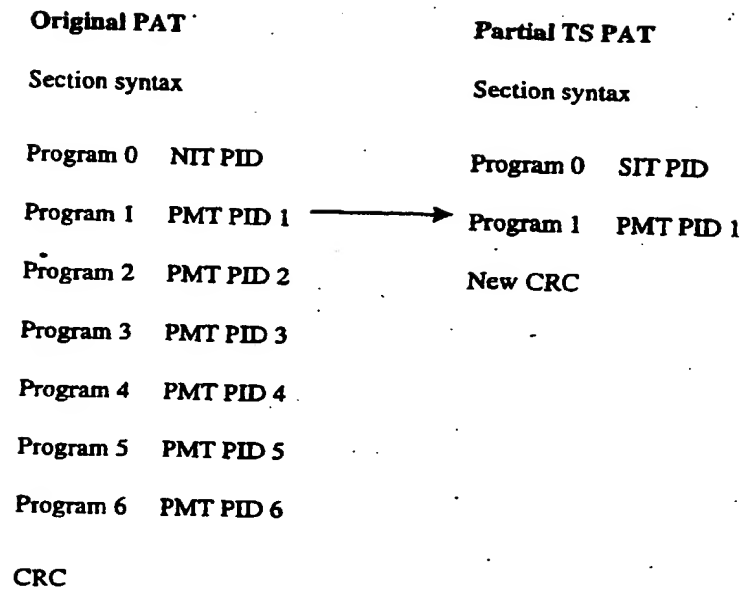 Original PAT
Section syntax
Program 0 NIT PID
Program 1 PMT PID 1
Program 2 PMT PID 2
Program 3 PMT PID 3
Program 4 PMT PID 4
Program 5 PMT PID 5
Program 6 PMT PID 6
CRC
Partial TS PAT
Section syntax
Program 0 SIT PID
Program 1 PMT PID 1
New CRC